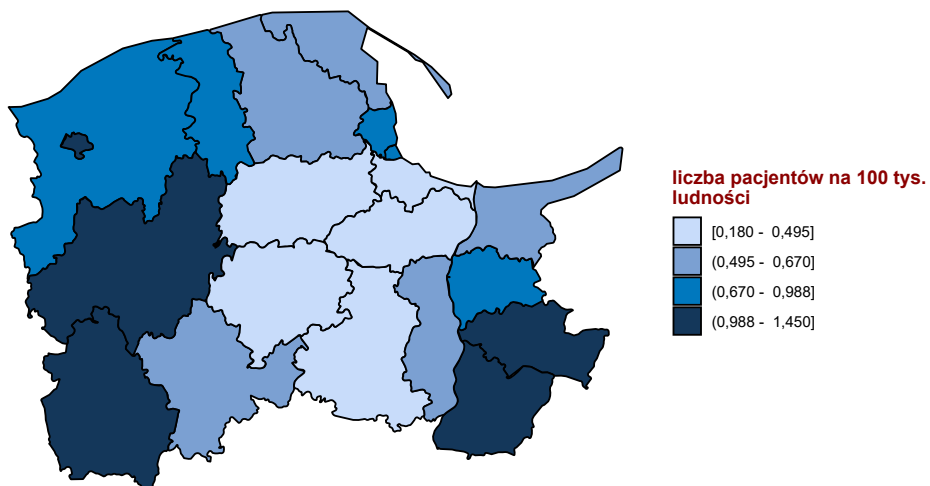 liczba pacjentów na 100 tys.
ludności
[0,180 - 0,495]
(0,495 - 0,670]
(0,670 - 0,988]
(0,988 - 1,450]